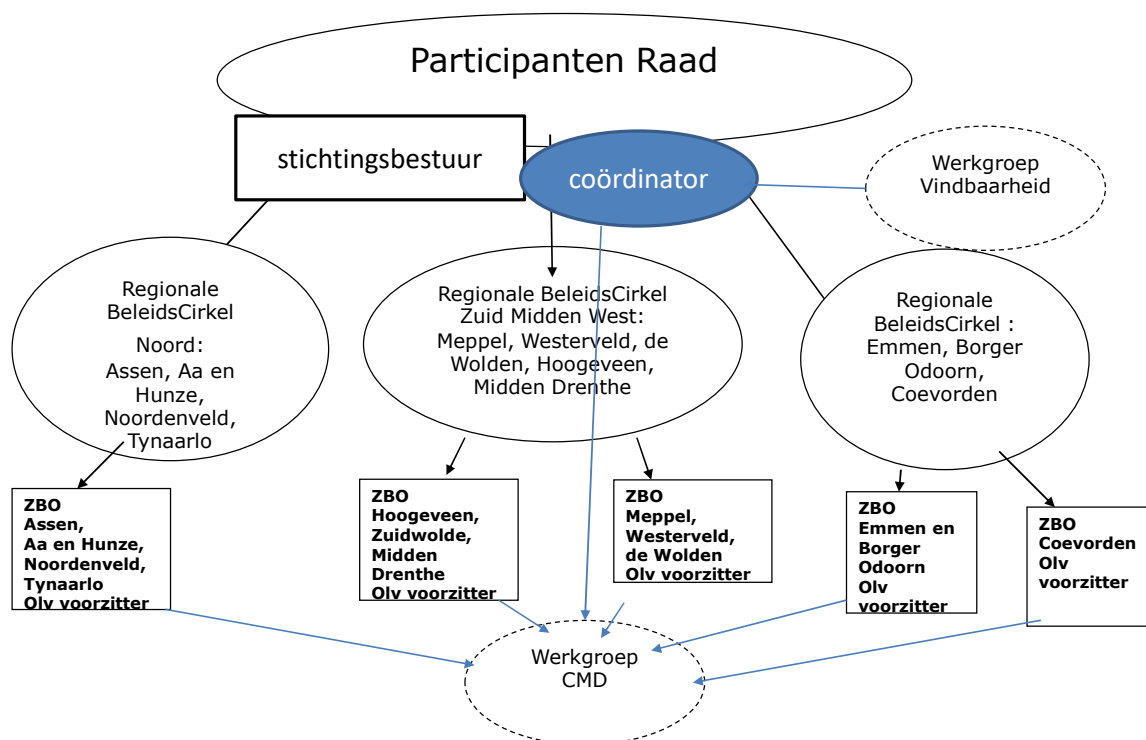 Participanten Raad
stichtingsbestuur
coördinator
Werkgroep
Vindbaarheid
Regionale
BeleidsCirkel
Noord:
Assen, Aa en
Hunze,
Noordenveld,
Tynaarlo
Regionale BeleidsCirkel
Zuid Midden West:
Meppel, Westerveld, de
Wolden, Hoogeveen,
Midden Drenthe
Regionale
BeleidsCirkel :
Emmen, Borger
Odoorn,
Coevorden
ZBO
Assen,
Aa en Hunze,
Noordenveld,
Tynaarlo
Olv voorzitter
ZBO
Hoogeveen,
Zuidwolde,
Midden
Drenthe
Olv voorzitter
ZBO
Meppel,
Westerveld,
de Wolden
Olv voorzitter
ZBO
Emmen en
Borger
Odoorn
Olv
voorzitter
ZBO
Coevorden
Olv
voorzitter
Werkgroep
CMD